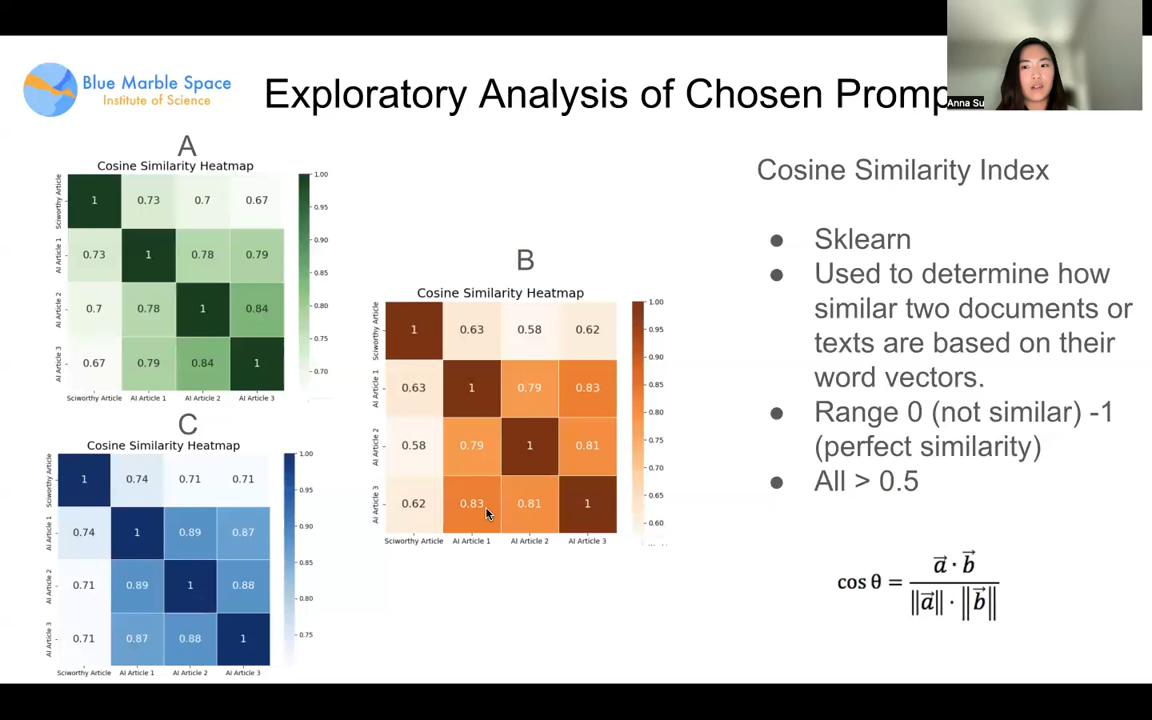 Blue Marble Space
Institute of Science
Exploratory Analysis of Chosen Promp
Anna Su
A
Cosine Similarity Heatmap
Sciworthy Article
1 0.73 0.7 0.67
AI Article 1
0.73 1 0.78 0.79
AI Article 2
0.7 0.78 1 0.84
AI Article 3
0.67 0.79 0.84 1
Sciworthy Article AI Article 1 AI Article 2 AI Article 3
1.00
0.95
0.90
0.85
0.80
0.75
0.70
B
Cosine Similarity Heatmap
Sciworthy Article
1 0.63 0.58 0.62
AI Article 1
0.63 1 0.79 0.83
AI Article 2
0.58 0.79 1 0.81
AI Article 3
0.62 0.83 0.81 1
Sciworthy Article AI Article 1 AI Article 2 AI Article 3
1.00
0.95
0.90
0.85
0.80
0.75
0.70
0.65
0.60
C
Cosine Similarity Heatmap
Sciworthy Article
1 0.74 0.71 0.71
AI Article 1
0.74 1 0.89 0.87
AI Article 2
0.71 0.89 1 0.88
AI Article 3
0.71 0.87 0.88 1
Sciworthy Article AI Article 1 AI Article 2 AI Article 3
1.00
0.95
0.90
0.85
0.80
0.75
Cosine Similarity Index
● Sklearn
● Used to determine how
similar two documents or
texts are based on their
word vectors.
● Range 0 (not similar) -1
(perfect similarity)
● All > 0.5
cos θ = a⃗ · b⃗ / ‖a⃗‖ · ‖b⃗‖